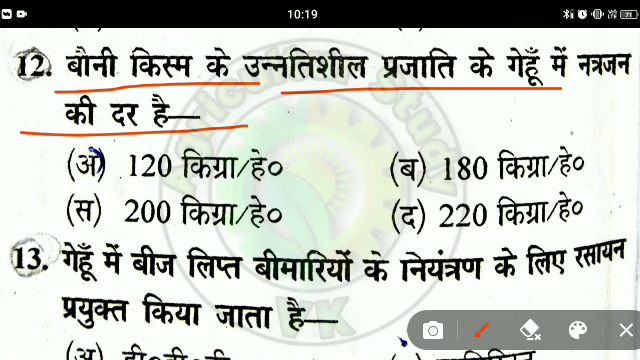 10:19
12. बौनी किस्म के उन्नतिशील प्रजाति के गेहूँ में नत्रजन
की दर है—
(अ) 120 किग्रा/हे० (ब) 180 किग्रा/हे०
(स) 200 किग्रा/हे० (द) 220 किग्रा/हे०
13. गेहूँ में बीज लिप्त बीमारियों के नियंत्रण के लिए रसायन
प्रयुक्त किया जाता है—
(अ)